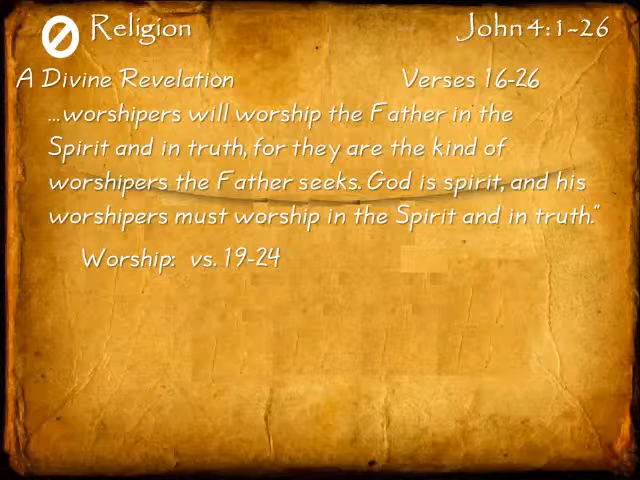 Religion John 4:1-26
A Divine Revelation Verses 16-26
...worshipers will worship the Father in the
Spirit and in truth, for they are the kind of
worshipers the Father seeks. God is spirit, and his
worshipers must worship in the Spirit and in truth."
Worship: vs. 19-24